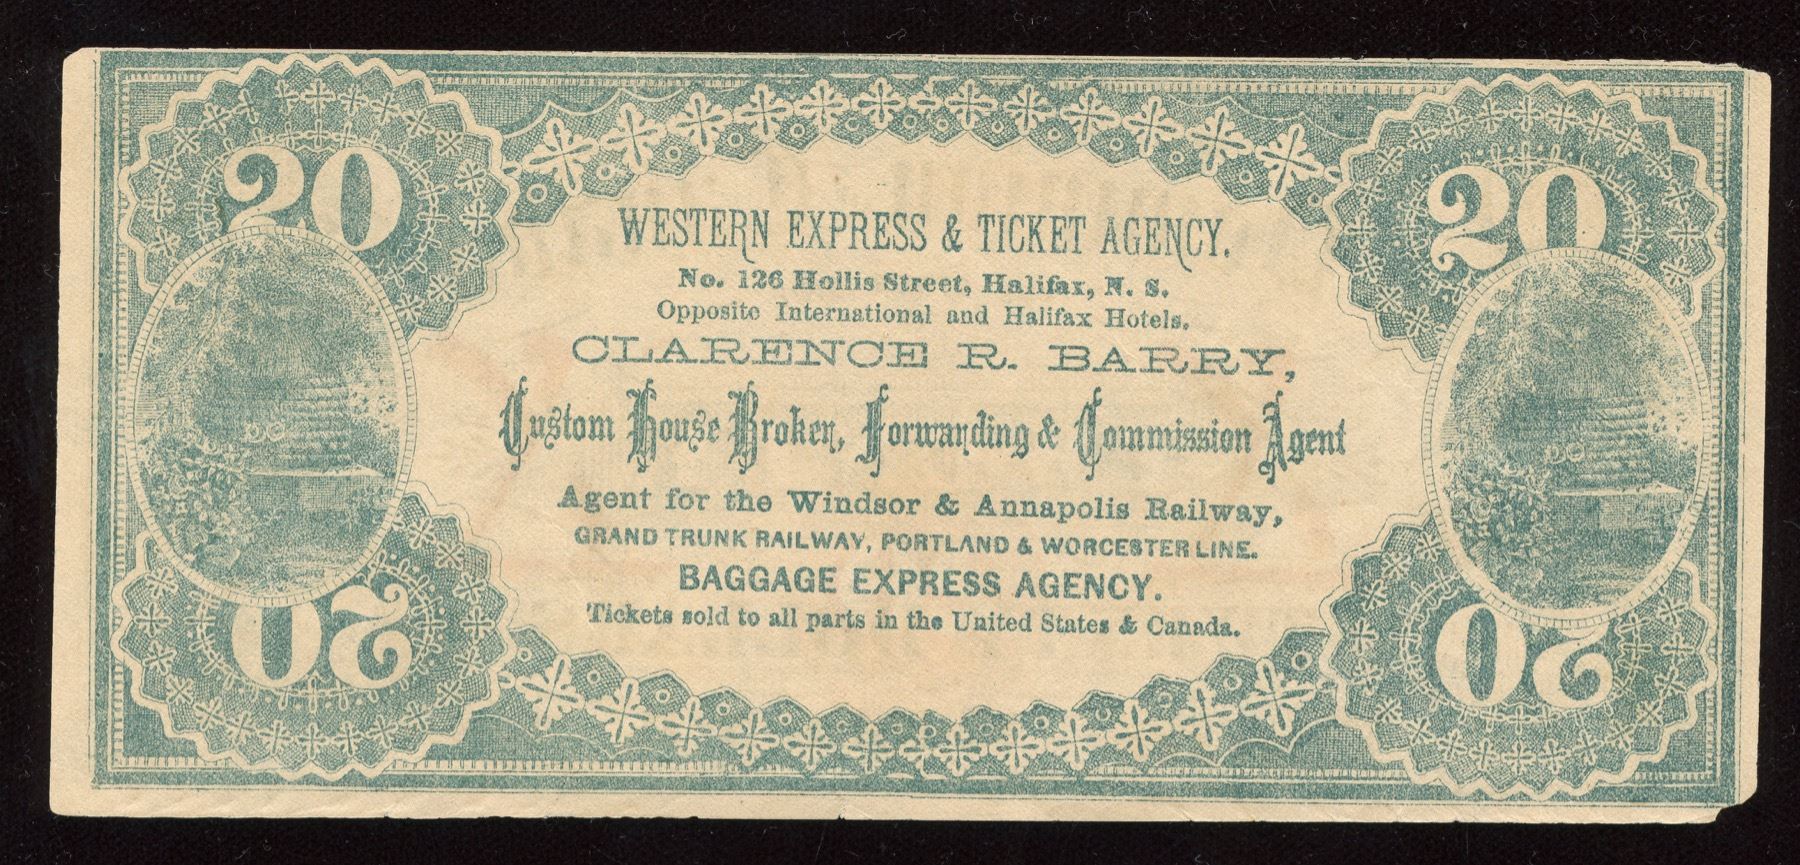 20
20
WESTERN EXPRESS & TICKET AGENCY.
No. 126 Hollis Street, Halifax, N. S.
Opposite International and Halifax Hotels.
CLARENCE R. BARRY,
Custom House Broker, Forwarding & Commission Agent
Agent for the Windsor & Annapolis Railway,
GRAND TRUNK RAILWAY, PORTLAND & WORCESTER LINE.
BAGGAGE EXPRESS AGENCY.
Tickets sold to all parts in the United States & Canada.
20
20